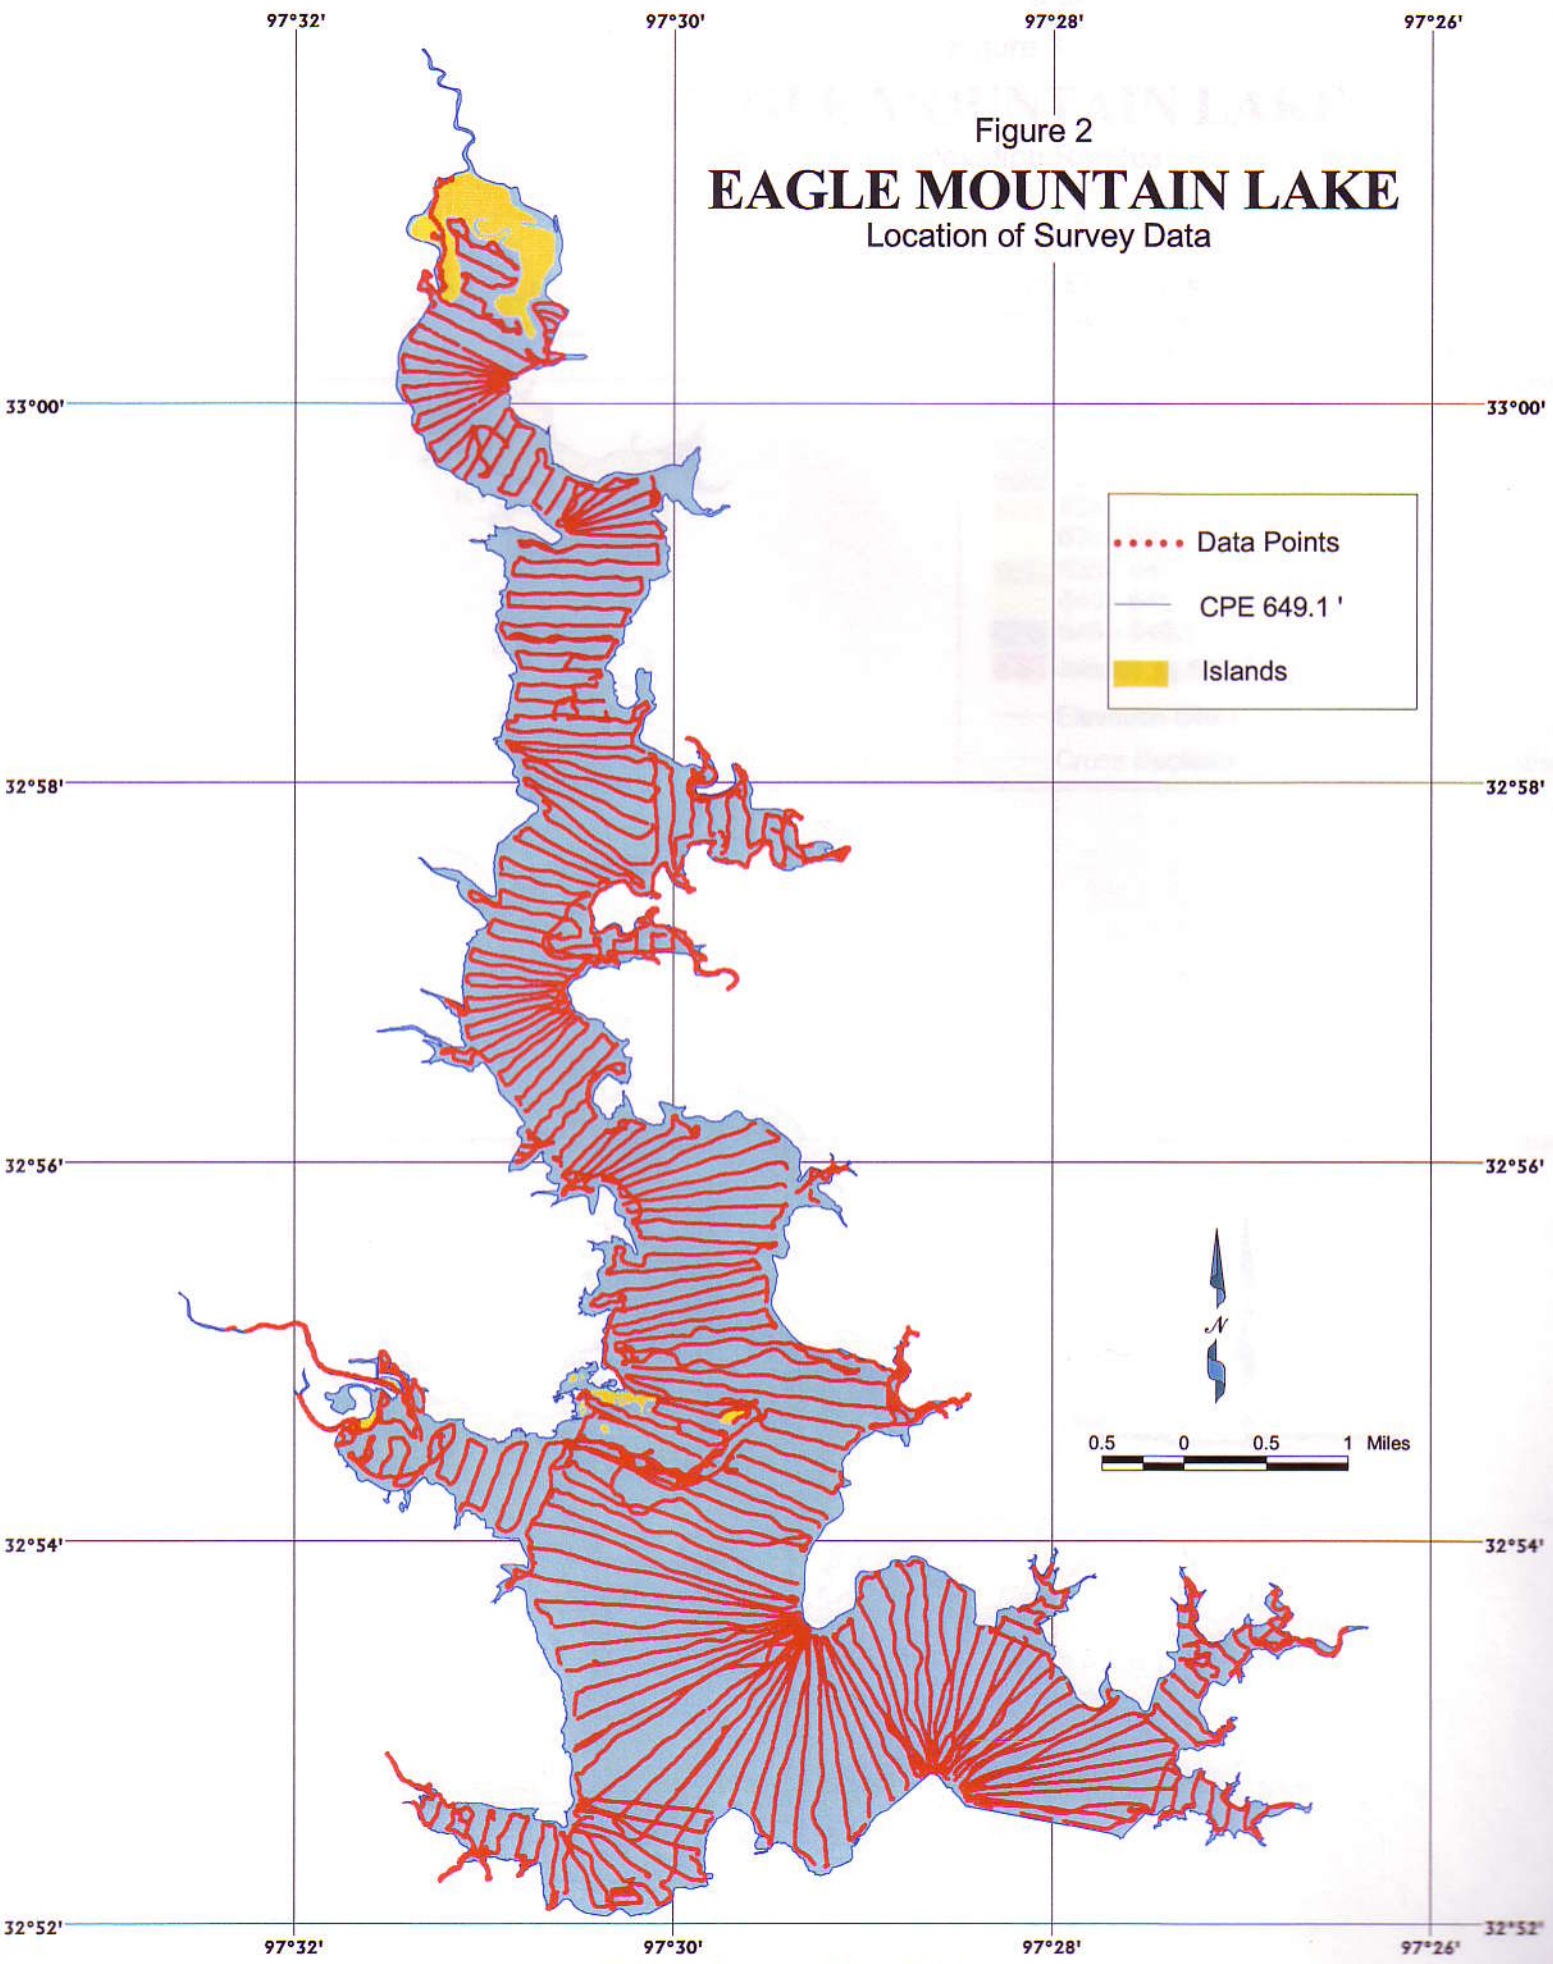 97°32' 97°30' 97°28' 97°26'
Figure 2
EAGLE MOUNTAIN LAKE
Location of Survey Data
33°00' 33°00'
Data Points
CPE 649.1 '
Islands
32°58' 32°58'
32°56' 32°56'
N
0.5 0 0.5 1 Miles
32°54' 32°54'
32°52' 32°52'
97°32' 97°30' 97°28' 97°26'